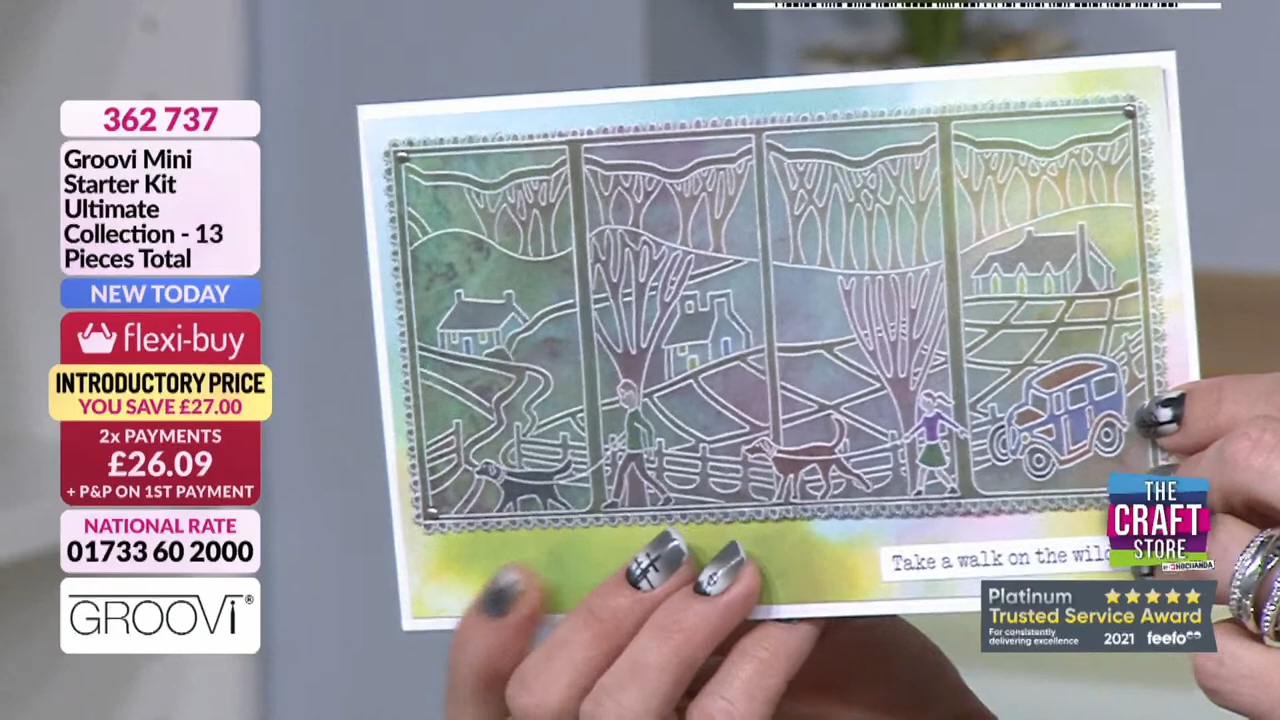 362 737
Groovi Mini
Starter Kit
Ultimate
Collection - 13
Pieces Total
NEW TODAY
flexi-buy
INTRODUCTORY PRICE
YOU SAVE £27.00
2x PAYMENTS
£26.09
+ P&P ON 1ST PAYMENT
NATIONAL RATE
01733 60 2000
GROOVi®
Take a walk on the
THE
CRAFT
STORE
BY HOCHANDA
Platinum
Trusted Service Award
For consistently
delivering excellence
2021 feefo